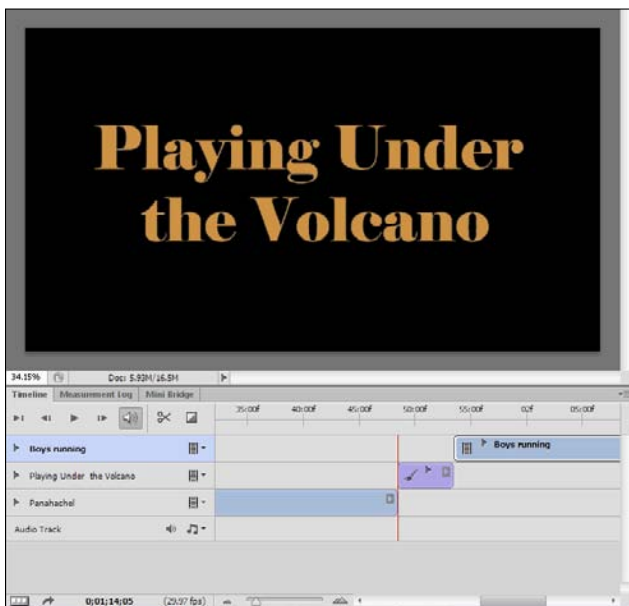 Playing Under
the Volcano
34.15%
Doc: 5.93M/16.5M
Timeline Measurement Log Mini Bridge
35:00f 40:00f 45:00f 50:00f 55:00f 02f 05:00f
Boys running Boys running
Playing Under the Volcano
Panahachel
Audio Track
0;01;14;05 (29.97 fps)